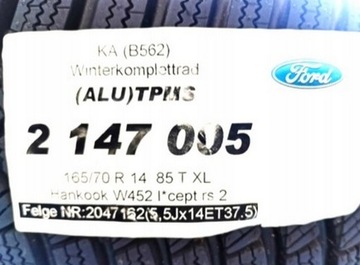 KA (B562)
Winterkomplettrad
(ALU)TPMS
Ford
2 147 005
165/70 R 14 85 T XL
Hankook W452 I*cept rs 2
Felge NR:2047162(5,5Jx14ET37.5)